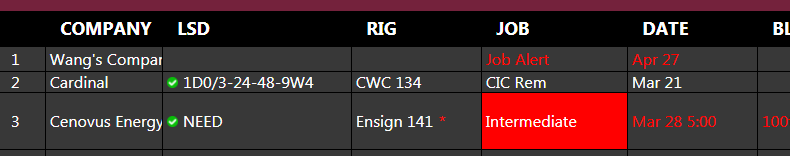 COMPANY LSD RIG JOB DATE BL
1 Wang's Compan Job Alert Apr 27
2 Cardinal 1D0/3-24-48-9W4 CWC 134 CIC Rem Mar 21
3 Cenovus Energy NEED Ensign 141 * Intermediate Mar 28 5:00 100